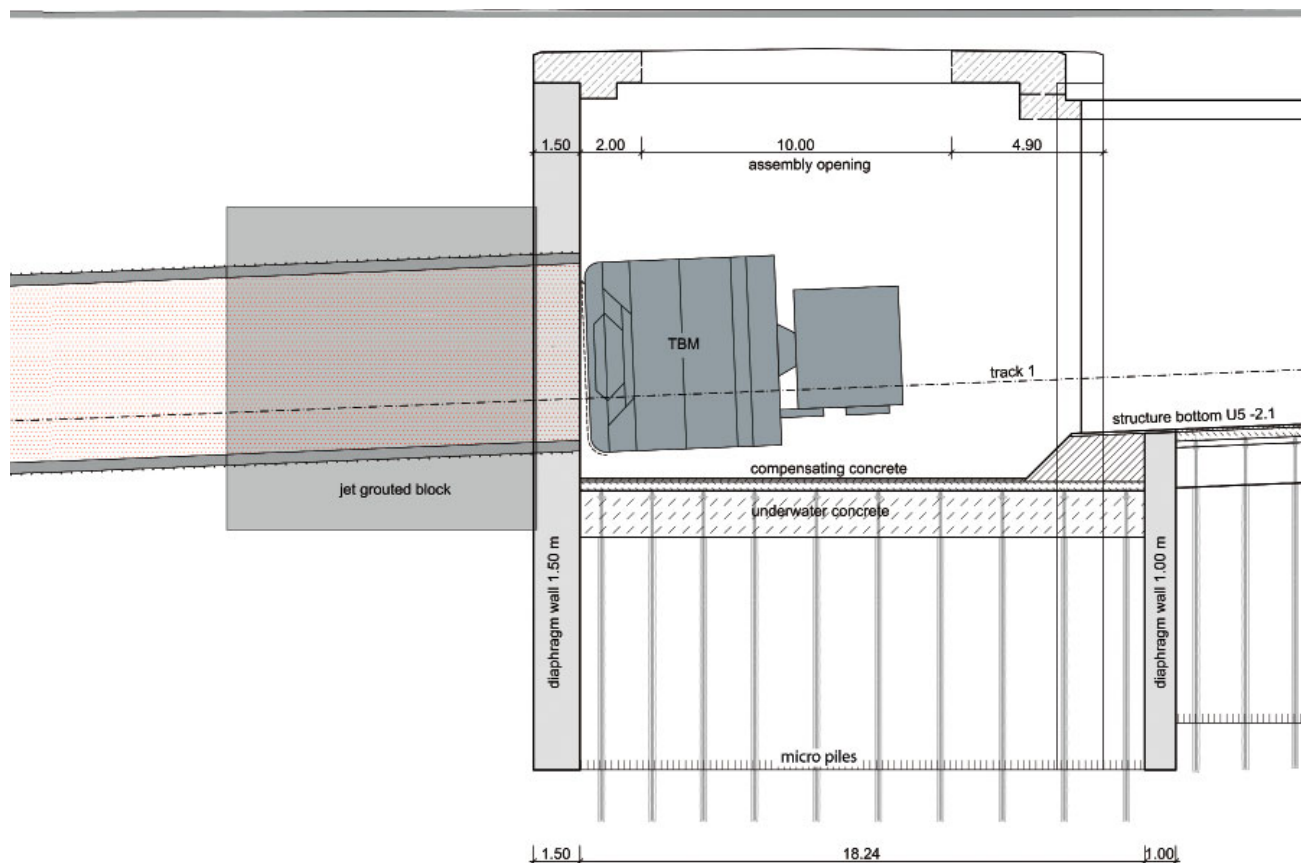 1.50
2.00
10.00
4.90
assembly opening
TBM
track 1
structure bottom U5 -2.1
compensating concrete
jet grouted block
underwater concrete
diaphragm wall 1.50 m
diaphragm wall 1.00 m
micro piles
1.50
18.24
1.00